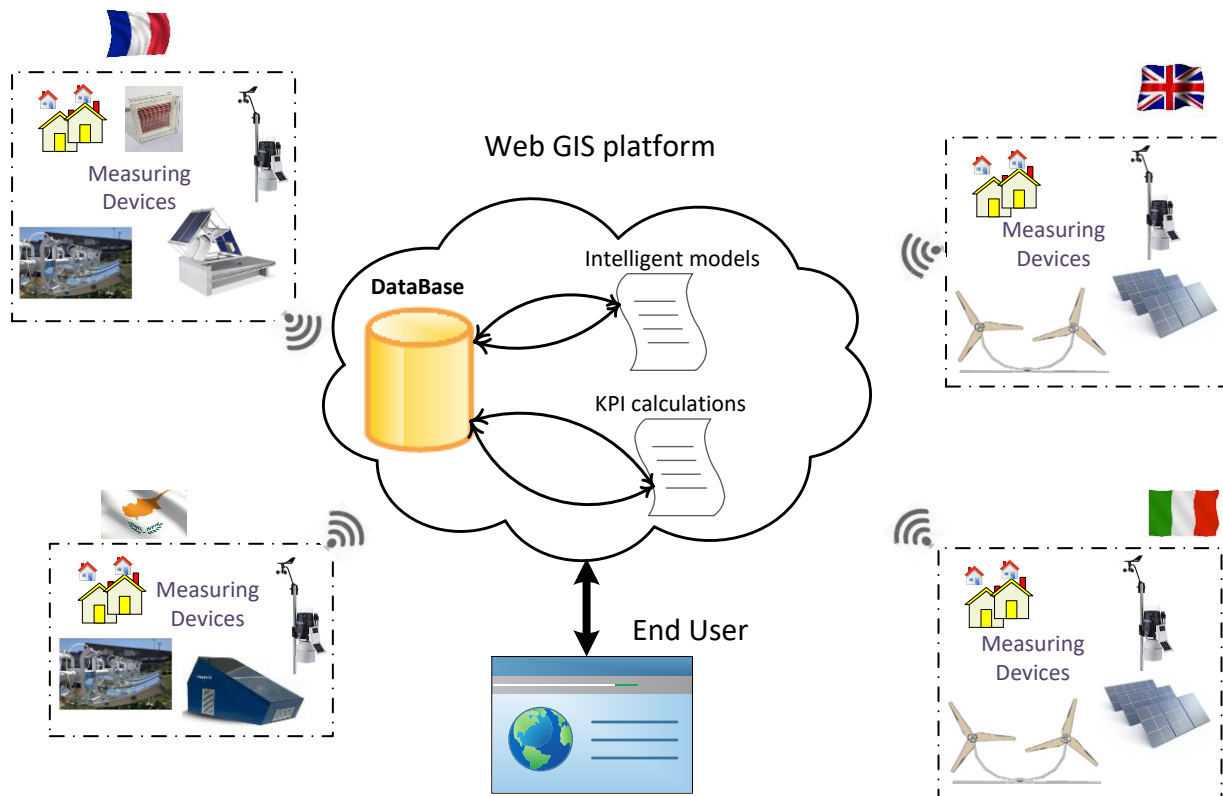 Web GIS platform
Measuring
Devices
Measuring
Devices
Intelligent models
DataBase
KPI calculations
Measuring
Devices
End User
Measuring
Devices